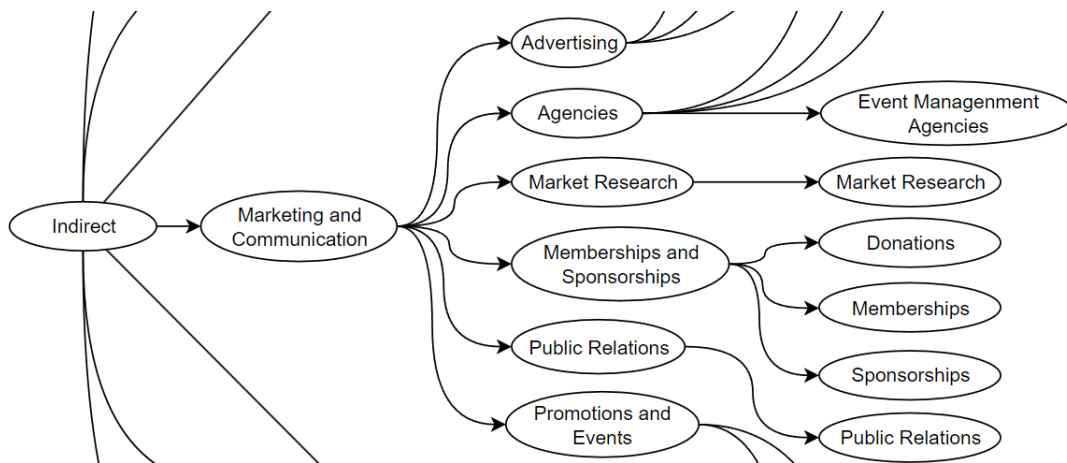 Advertising
Agencies
Event Managenment
Agencies
Market Research
Market Research
Indirect
Marketing and
Communication
Memberships and
Sponsorships
Donations
Memberships
Public Relations
Sponsorships
Promotions and
Events
Public Relations